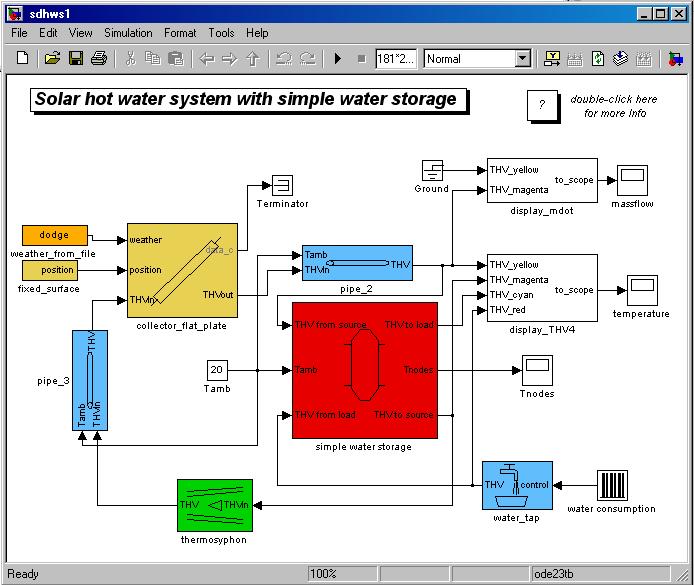 sdhws1
File Edit View Simulation Format Tools Help
181*2... Normal
Solar hot water system with simple water storage
?
double-click here
for more Info
Ground
THV_yellow
THV_magenta
to_scope
display_mdot
massflow
Terminator
dodge
weather_from_file
position
fixed_surface
weather
position
THVin
data_c
THVout
collector_flat_plate
Tamb
THVin
THV
pipe_2
THV_yellow
THV_magenta
THV_cyan
THV_red
to_scope
display_THV4
temperature
THV
Tamb
THVin
pipe_3
20
Tamb
THV from source
Tamb
THV from load
THV to load
Tnodes
THV to source
simple water storage
Tnodes
THV
THVin
thermosyphon
THV
control
water_tap
water consumption
Ready 100% ode23tb